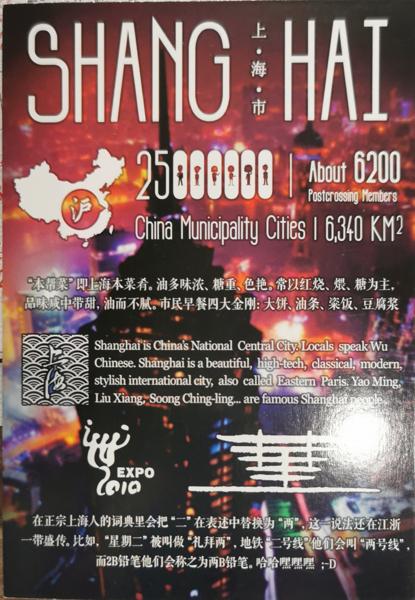 SHANG HAI
上·海·市
25000000
About 6200
Postcrossing Members
沪
China Municipality Cities | 6,340 KM²
“本帮菜”即上海本菜肴。油多味浓、糖重、色艳。常以红烧、煨、糖为主，
品味咸中带甜，油而不腻。市民早餐四大金刚：大饼、油条、粢饭、豆腐浆
Shanghai is China's National Central City. Locals speak Wu
Chinese. Shanghai is a beautiful, high-tech, classical, modern,
stylish international city, also called Eastern Paris. Yao Ming,
Liu Xiang, Soong Ching-ling... are famous Shanghai people.
上海
EXPO
2010
在正宗上海人的词典里会把“二”在表述中替换为“两”，这一说法还在江浙
一带盛传。比如，“星期二”被叫做“礼拜两”，地铁“二号线”他们会叫“两号线”，
而2B铅笔他们会称之为两B铅笔。哈哈嘿嘿嘿 ;-D